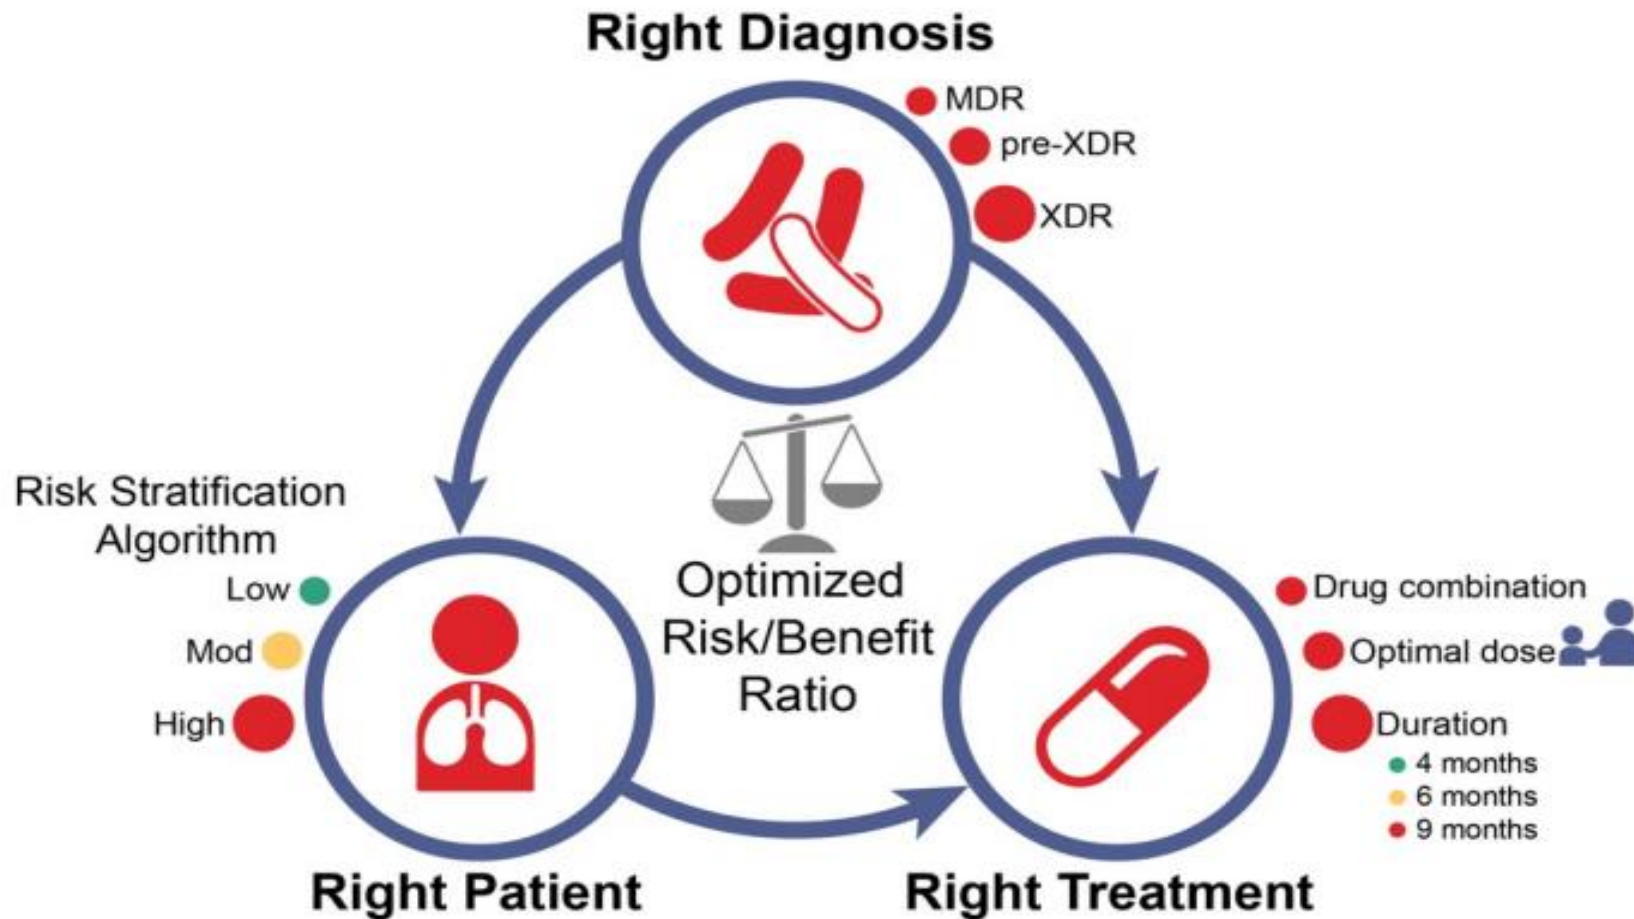 Right Diagnosis
MDR
pre-XDR
XDR
Risk Stratification
Algorithm
Low
Mod
High
Optimized
Risk/Benefit
Ratio
Drug combination
Optimal dose
Duration
4 months
6 months
9 months
Right Patient
Right Treatment